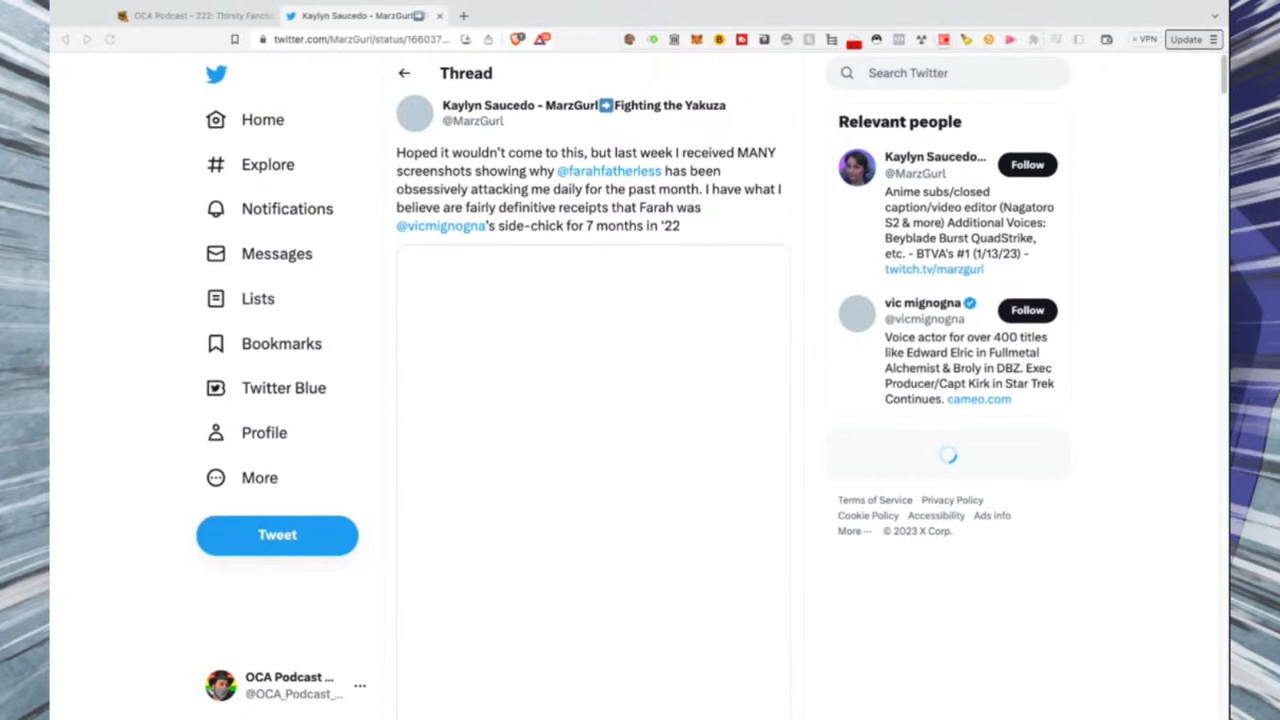 OCA Podcast - 222: Thirsty Fanclu
Kaylyn Saucedo - MarzGurl➡️
twitter.com/MarzGurl/status/166037...
VPN
Update
Home
Explore
Notifications
Messages
Lists
Bookmarks
Twitter Blue
Profile
More
Tweet
OCA Podcast ...
@OCA_Podcast_...
Thread
Kaylyn Saucedo - MarzGurl➡️Fighting the Yakuza
@MarzGurl
Hoped it wouldn't come to this, but last week I received MANY
screenshots showing why @farahfatherless has been
obsessively attacking me daily for the past month. I have what I
believe are fairly definitive receipts that Farah was
@vicmignogna's side-chick for 7 months in '22
Search Twitter
Relevant people
Kaylyn Saucedo...
@MarzGurl
Follow
Anime subs/closed
caption/video editor (Nagatoro
S2 & more) Additional Voices:
Beyblade Burst QuadStrike,
etc. - BTVA's #1 (1/13/23) -
twitch.tv/marzgurl
vic mignogna
@vicmignogna
Follow
Voice actor for over 400 titles
like Edward Elric in Fullmetal
Alchemist & Broly in DBZ. Exec
Producer/Capt Kirk in Star Trek
Continues. cameo.com
Terms of Service Privacy Policy
Cookie Policy Accessibility Ads info
More ··· © 2023 X Corp.